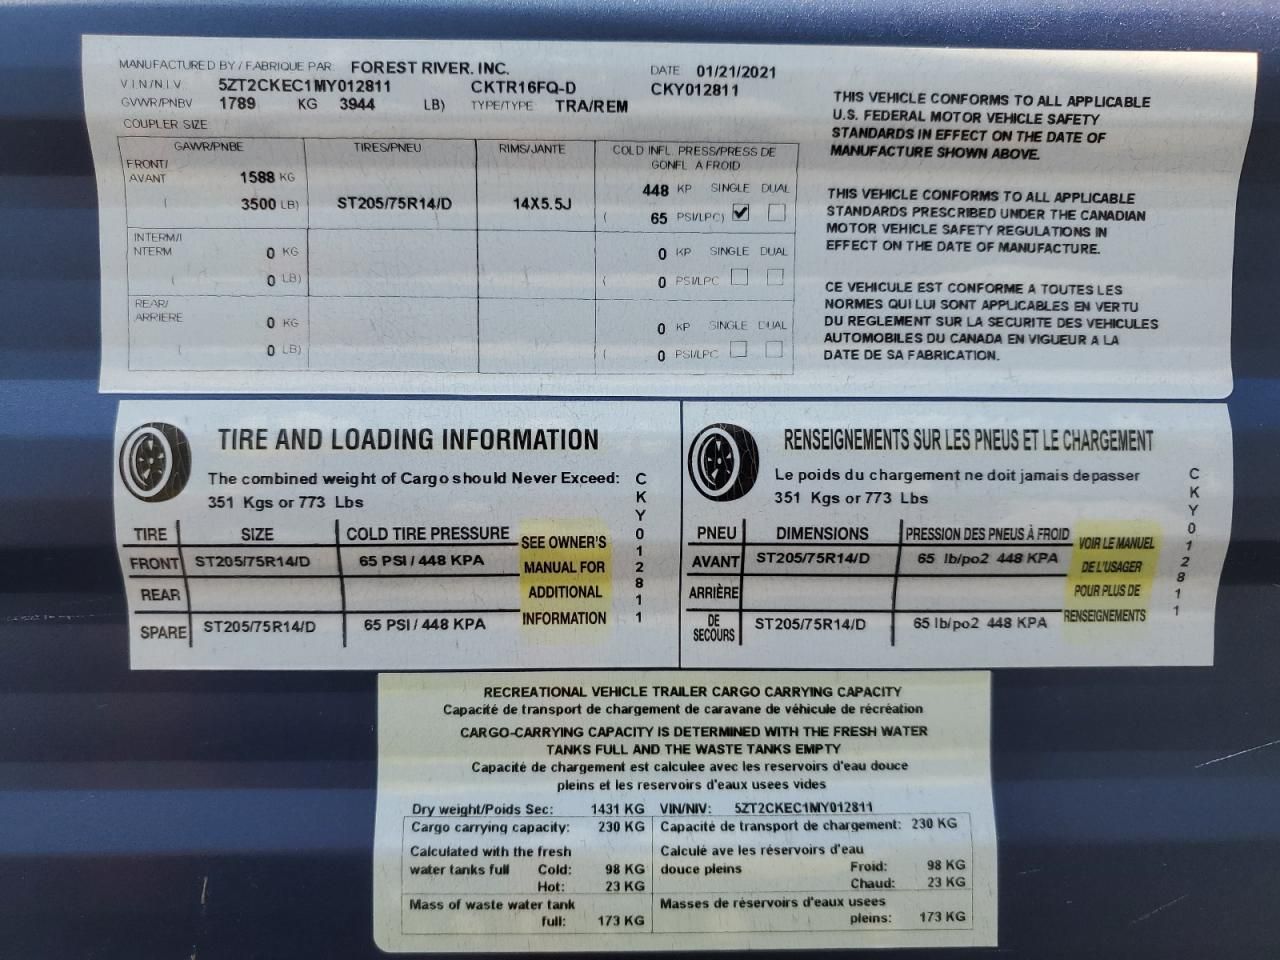 MANUFACTURED BY / FABRIQUE PAR: FOREST RIVER, INC. DATE 01/21/2021
VIN/NIV 5ZT2CKEC1MY012811 CKTR16FQ-D CKY012811
GVWR/PNBV 1789 KG 3944 LB) TYPE/TYPE TRA/REM
COUPLER SIZE
GAWR/PNBE TIRES/PNEU RIMS/JANTE COLD INFL. PRESS/PRESS DE
GONFL A FROID
FRONT/
AVANT 1588 KG 448 KP SINGLE DUAL
( 3500 LB) ST205/75R14/D 14X5.5J ( 65 PSI/LPC)
INTERM/I
NTERM 0 KG 0 KP SINGLE DUAL
( 0 LB) ( 0 PSI/LPC
REAR/
ARRIERE 0 KG 0 KP SINGLE DUAL
( 0 LB) ( 0 PSI/LPC
THIS VEHICLE CONFORMS TO ALL APPLICABLE
U.S. FEDERAL MOTOR VEHICLE SAFETY
STANDARDS IN EFFECT ON THE DATE OF
MANUFACTURE SHOWN ABOVE.
THIS VEHICLE CONFORMS TO ALL APPLICABLE
STANDARDS PRESCRIBED UNDER THE CANADIAN
MOTOR VEHICLE SAFETY REGULATIONS IN
EFFECT ON THE DATE OF MANUFACTURE.
CE VEHICULE EST CONFORME A TOUTES LES
NORMES QUI LUI SONT APPLICABLES EN VERTU
DU REGLEMENT SUR LA SECURITE DES VEHICULES
AUTOMOBILES DU CANADA EN VIGUEUR A LA
DATE DE SA FABRICATION.
TIRE AND LOADING INFORMATION
The combined weight of Cargo should Never Exceed:
351 Kgs or 773 Lbs
TIRE SIZE COLD TIRE PRESSURE
FRONT ST205/75R14/D 65 PSI / 448 KPA
REAR
SPARE ST205/75R14/D 65 PSI / 448 KPA
SEE OWNER'S
MANUAL FOR
ADDITIONAL
INFORMATION
CKY012811
RENSEIGNEMENTS SUR LES PNEUS ET LE CHARGEMENT
Le poids du chargement ne doit jamais depasser
351 Kgs or 773 Lbs
PNEU DIMENSIONS PRESSION DES PNEUS À FROID
AVANT ST205/75R14/D 65 lb/po2 448 KPA
ARRIÈRE
DE
SECOURS ST205/75R14/D 65 lb/po2 448 KPA
VOIR LE MANUEL
DE L'USAGER
POUR PLUS DE
RENSEIGNEMENTS
CKY012811
RECREATIONAL VEHICLE TRAILER CARGO CARRYING CAPACITY
Capacité de transport de chargement de caravane de véhicule de récréation
CARGO-CARRYING CAPACITY IS DETERMINED WITH THE FRESH WATER
TANKS FULL AND THE WASTE TANKS EMPTY
Capacité de chargement est calculee avec les reservoirs d'eau douce
pleins et les reservoirs d'eaux usees vides
Dry weight/Poids Sec: 1431 KG VIN/NIV: 5ZT2CKEC1MY012811
Cargo carrying capacity: 230 KG Capacité de transport de chargement: 230 KG
Calculated with the fresh Calculé ave les réservoirs d'eau
water tanks full Cold: 98 KG douce pleins Froid: 98 KG
Hot: 23 KG Chaud: 23 KG
Mass of waste water tank Masses de réservoirs d'eaux usees
full: 173 KG pleins: 173 KG